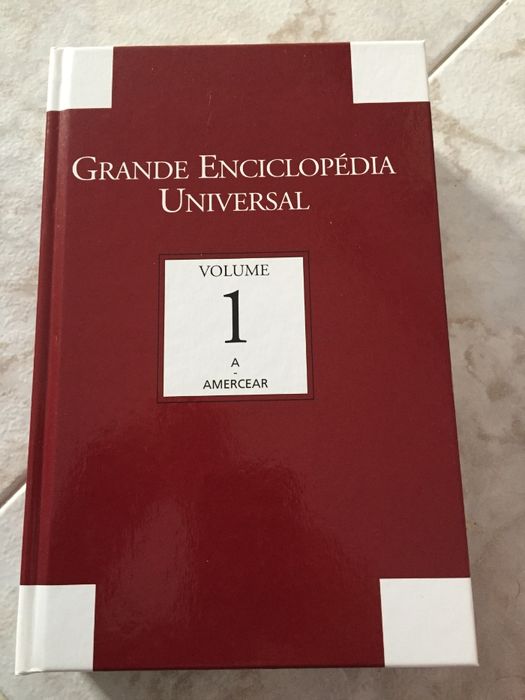 GRANDE ENCICLOPÉDIA
UNIVERSAL
VOLUME
1
A
-
AMERCEAR